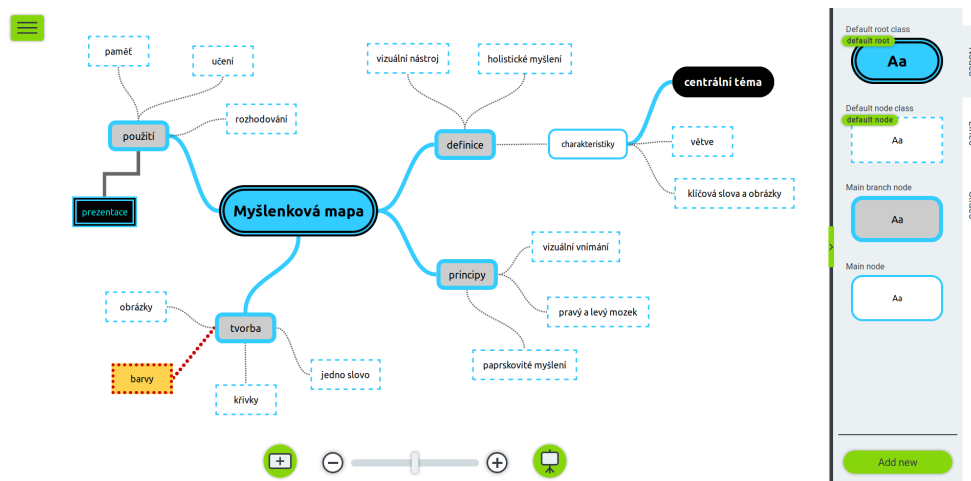 paměť
učení
rozhodování
použití
prezentace
Myšlenková mapa
vizuální nástroj
holistické myšlení
definice
charakteristiky
centrální téma
větve
klíčová slova a obrázky
principy
vizuální vnímání
pravý a levý mozek
paprskovité myšlení
tvorba
obrázky
barvy
křivky
jedno slovo
Default root class
default root
Aa
Default node class
default node
Aa
Main branch node
Aa
Main node
Aa
Add new